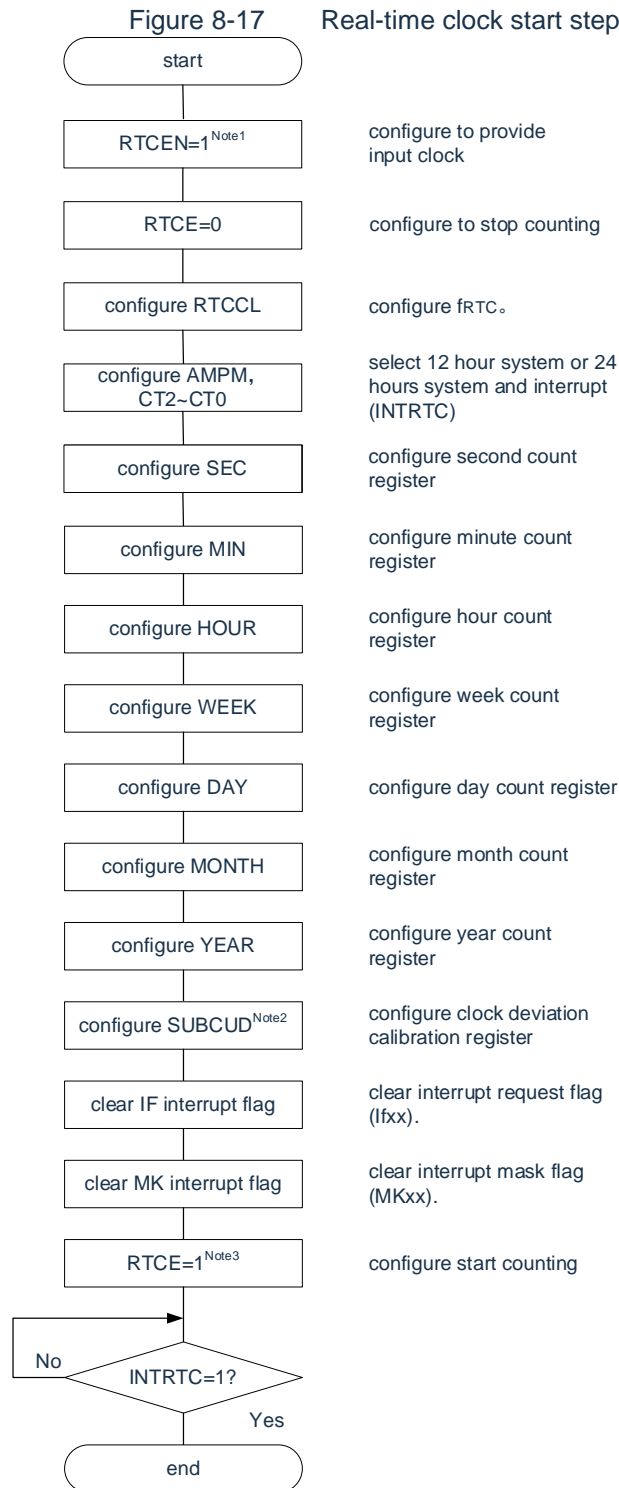 Figure 8-17 Real-time clock start step
start
RTCEN=1Note1
configure to provide
input clock
RTCE=0
configure to stop counting
configure RTCCL
configure fRTC。
configure AMPM,
CT2~CT0
select 12 hour system or 24
hours system and interrupt
(INTRTC)
configure SEC
configure second count
register
configure MIN
configure minute count
register
configure HOUR
configure hour count
register
configure WEEK
configure week count
register
configure DAY
configure day count register
configure MONTH
configure month count
register
configure YEAR
configure year count
register
configure SUBCUDNote2
configure clock deviation
calibration register
clear IF interrupt flag
clear interrupt request flag
(Ifxx).
clear MK interrupt flag
clear interrupt mask flag
(MKxx).
RTCE=1Note3
configure start counting
No
INTRTC=1?
Yes
end